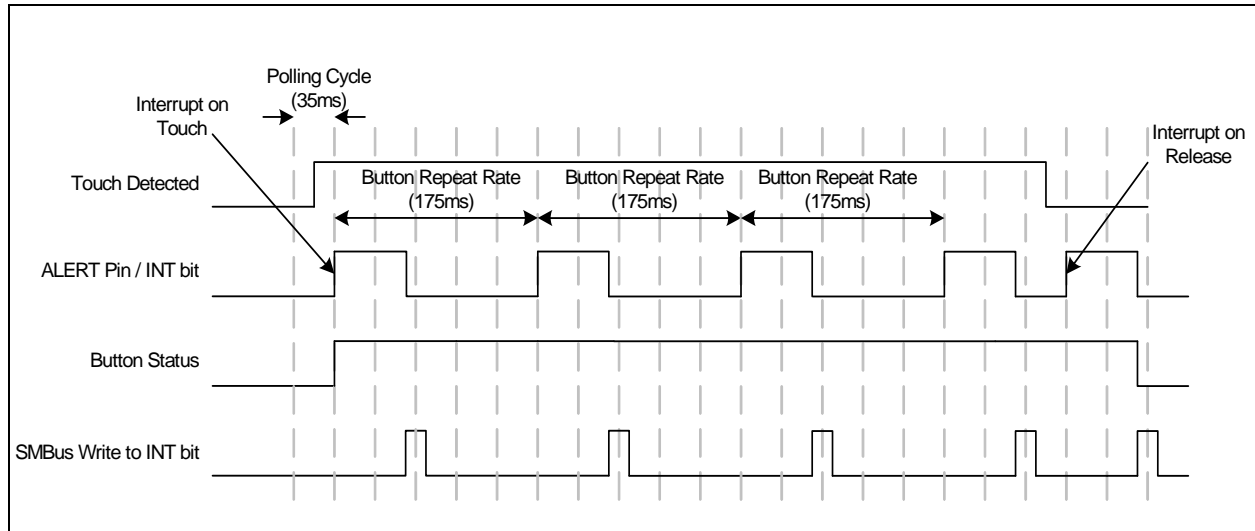 Polling Cycle
(35ms)
Interrupt on
Touch
Interrupt on
Release
Touch Detected
Button Repeat Rate
(175ms)
Button Repeat Rate
(175ms)
Button Repeat Rate
(175ms)
ALERT Pin / INT bit
Button Status
SMBus Write to INT bit